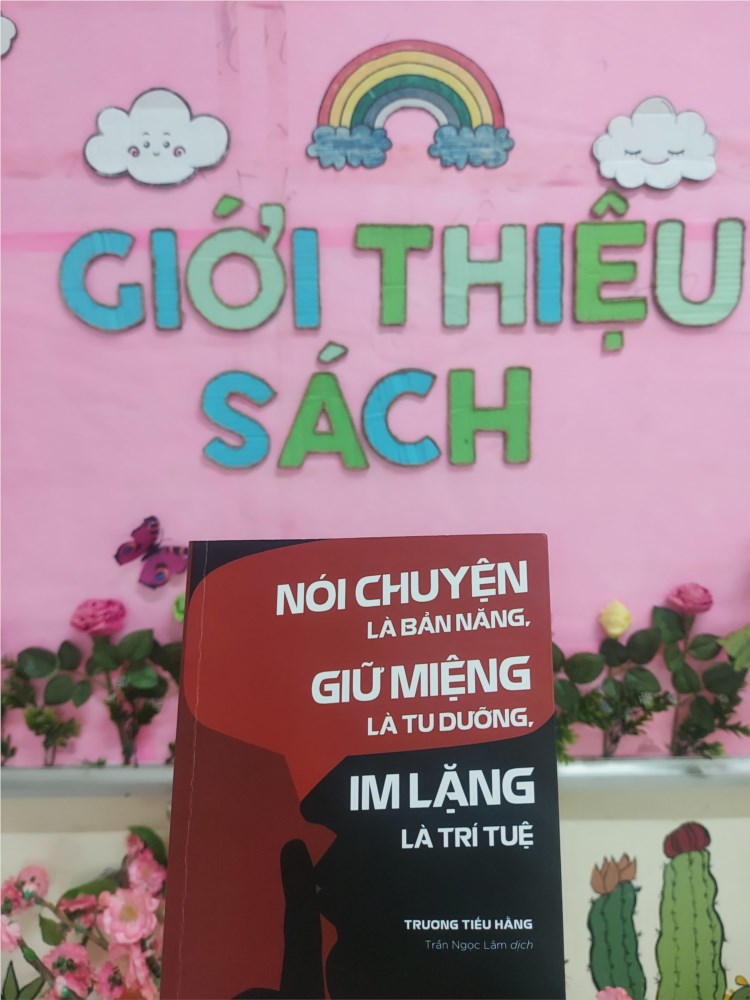 GIỚI THIỆU
SÁCH
NÓI CHUYỆN
LÀ BẢN NĂNG,
GIỮ MIỆNG
LÀ TU DƯỠNG,
IM LẶNG
LÀ TRÍ TUỆ
TRƯƠNG TIẾU HẰNG
Trần Ngọc Lâm dịch